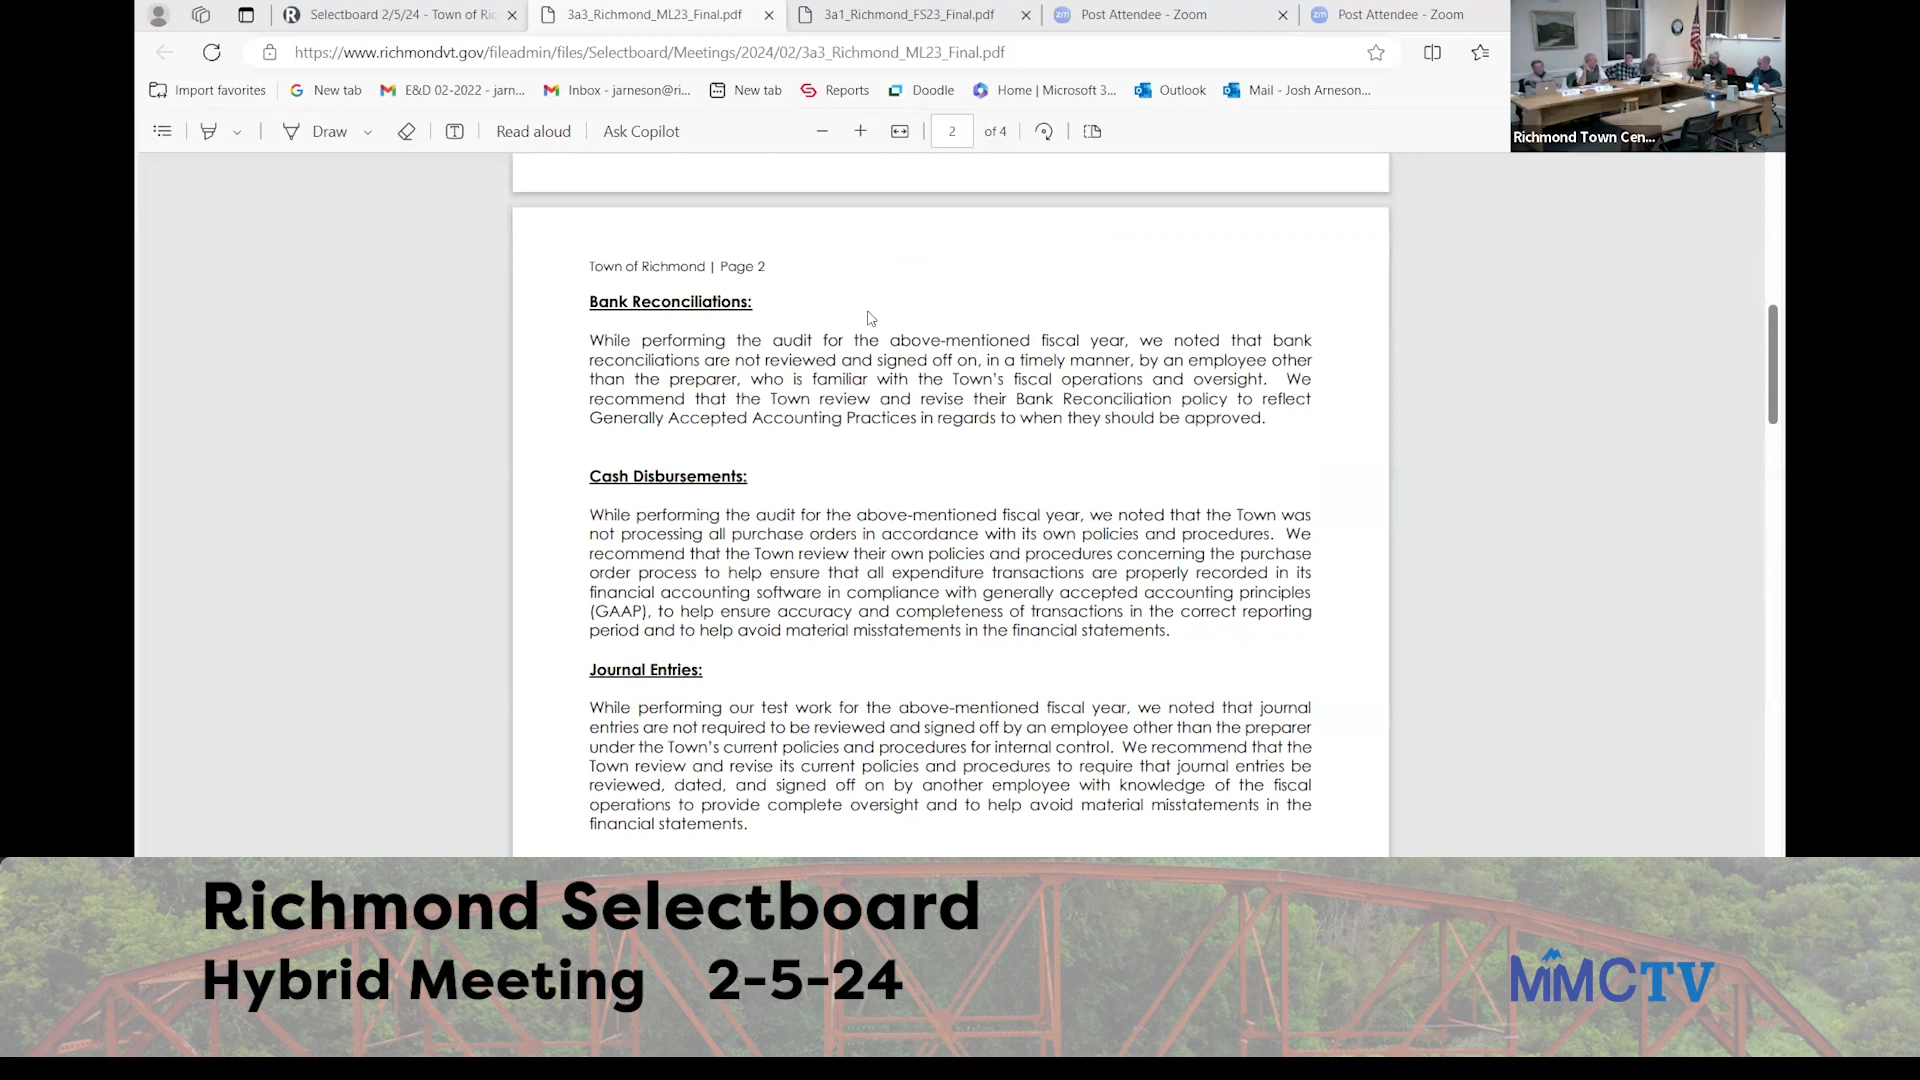 Selectboard 2/5/24 - Town of Ric
3a3_Richmond_ML23_Final.pdf
3a1_Richmond_FS23_Final.pdf
zm Post Attendee - Zoom
zm Post Attendee - Zoom
https://www.richmondvt.gov/fileadmin/files/Selectboard/Meetings/2024/02/3a3_Richmond_ML23_Final.pdf
Import favorites
New tab
E&D 02-2022 - jarn...
Inbox - jarneson@ri...
New tab
Reports
Doodle
Home | Microsoft 3...
Outlook
Mail - Josh Arneson...
Draw
Read aloud
Ask Copilot
2 of 4
Richmond Town Cen...
Town of Richmond | Page 2
Bank Reconciliations:
While performing the audit for the above-mentioned fiscal year, we noted that bank
reconciliations are not reviewed and signed off on, in a timely manner, by an employee other
than the preparer, who is familiar with the Town's fiscal operations and oversight. We
recommend that the Town review and revise their Bank Reconciliation policy to reflect
Generally Accepted Accounting Practices in regards to when they should be approved.
Cash Disbursements:
While performing the audit for the above-mentioned fiscal year, we noted that the Town was
not processing all purchase orders in accordance with its own policies and procedures. We
recommend that the Town review their own policies and procedures concerning the purchase
order process to help ensure that all expenditure transactions are properly recorded in its
financial accounting software in compliance with generally accepted accounting principles
(GAAP), to help ensure accuracy and completeness of transactions in the correct reporting
period and to help avoid material misstatements in the financial statements.
Journal Entries:
While performing our test work for the above-mentioned fiscal year, we noted that journal
entries are not required to be reviewed and signed off by an employee other than the preparer
under the Town's current policies and procedures for internal control. We recommend that the
Town review and revise its current policies and procedures to require that journal entries be
reviewed, dated, and signed off on by another employee with knowledge of the fiscal
operations to provide complete oversight and to help avoid material misstatements in the
financial statements.
Richmond Selectboard
Hybrid Meeting 2-5-24
MMCTV